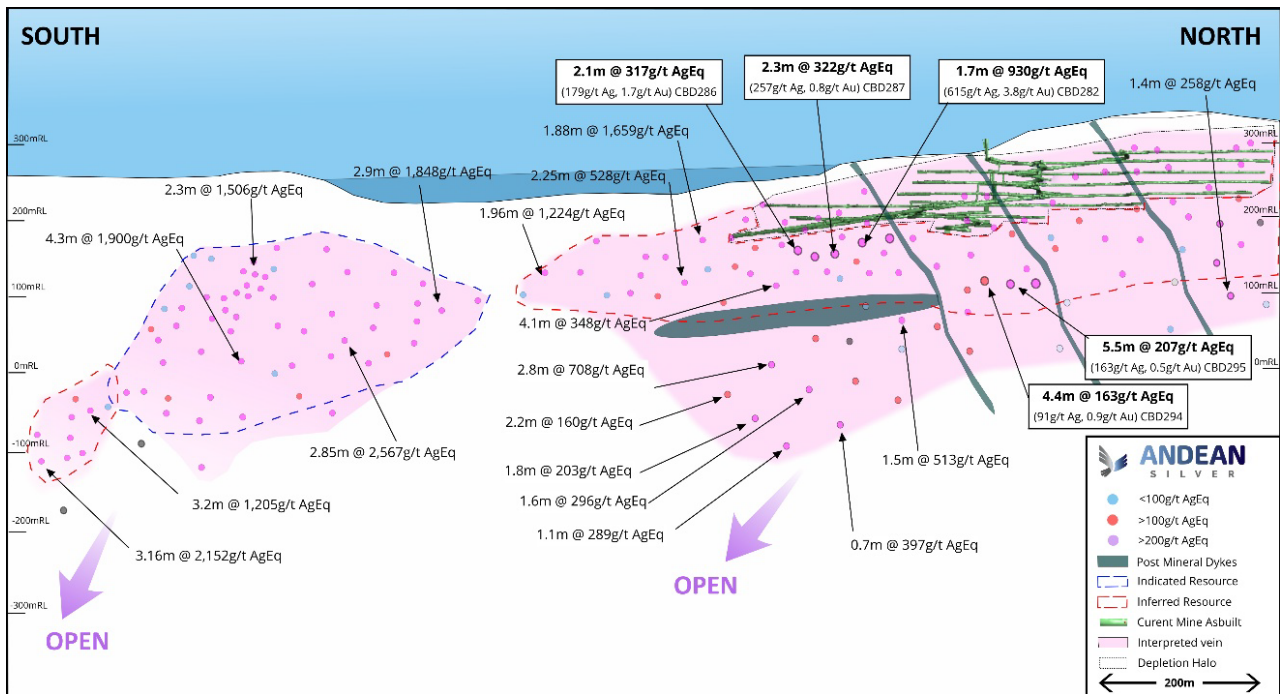 SOUTH
NORTH
2.1m @ 317g/t AgEq
(179g/t Ag, 1.7g/t Au) CBD286
2.3m @ 322g/t AgEq
(257g/t Ag, 0.8g/t Au) CBD287
1.7m @ 930g/t AgEq
(615g/t Ag, 3.8g/t Au) CBD282
1.4m @ 258g/t AgEq
1.88m @ 1,659g/t AgEq
300mRL
300mRL
2.3m @ 1,506g/t AgEq
2.9m @ 1,848g/t AgEq
2.25m @ 528g/t AgEq
1.96m @ 1,224g/t AgEq
200mRL
200mRL
4.3m @ 1,900g/t AgEq
100mRL
100mRL
4.1m @ 348g/t AgEq
0mRL
0mRL
5.5m @ 207g/t AgEq
(163g/t Ag, 0.5g/t Au) CBD295
2.8m @ 708g/t AgEq
4.4m @ 163g/t AgEq
(91g/t Ag, 0.9g/t Au) CBD294
2.2m @ 160g/t AgEq
-100mRL
2.85m @ 2,567g/t AgEq
1.5m @ 513g/t AgEq
1.8m @ 203g/t AgEq
3.2m @ 1,205g/t AgEq
1.6m @ 296g/t AgEq
-200mRL
1.1m @ 289g/t AgEq
0.7m @ 397g/t AgEq
3.16m @ 2,152g/t AgEq
OPEN
-300mRL
OPEN
ANDEAN
SILVER
<100g/t AgEq
>100g/t AgEq
>200g/t AgEq
Post Mineral Dykes
Indicated Resource
Inferred Resource
Curent Mine Asbuilt
Interpreted vein
Depletion Halo
200m